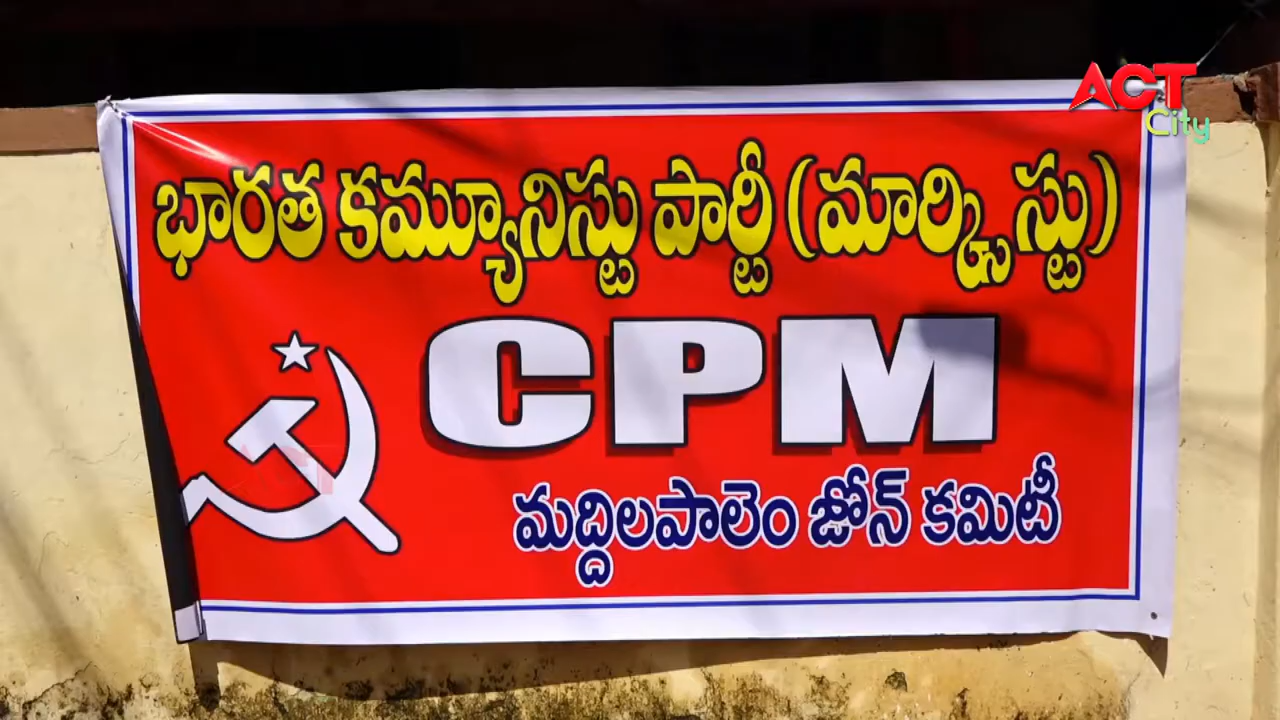 ACT
City
భారత కమ్యూనిస్టు పార్టీ (మార్క్సిస్టు)
CPM
మద్దిలపాలెం జోన్ కమిటీ